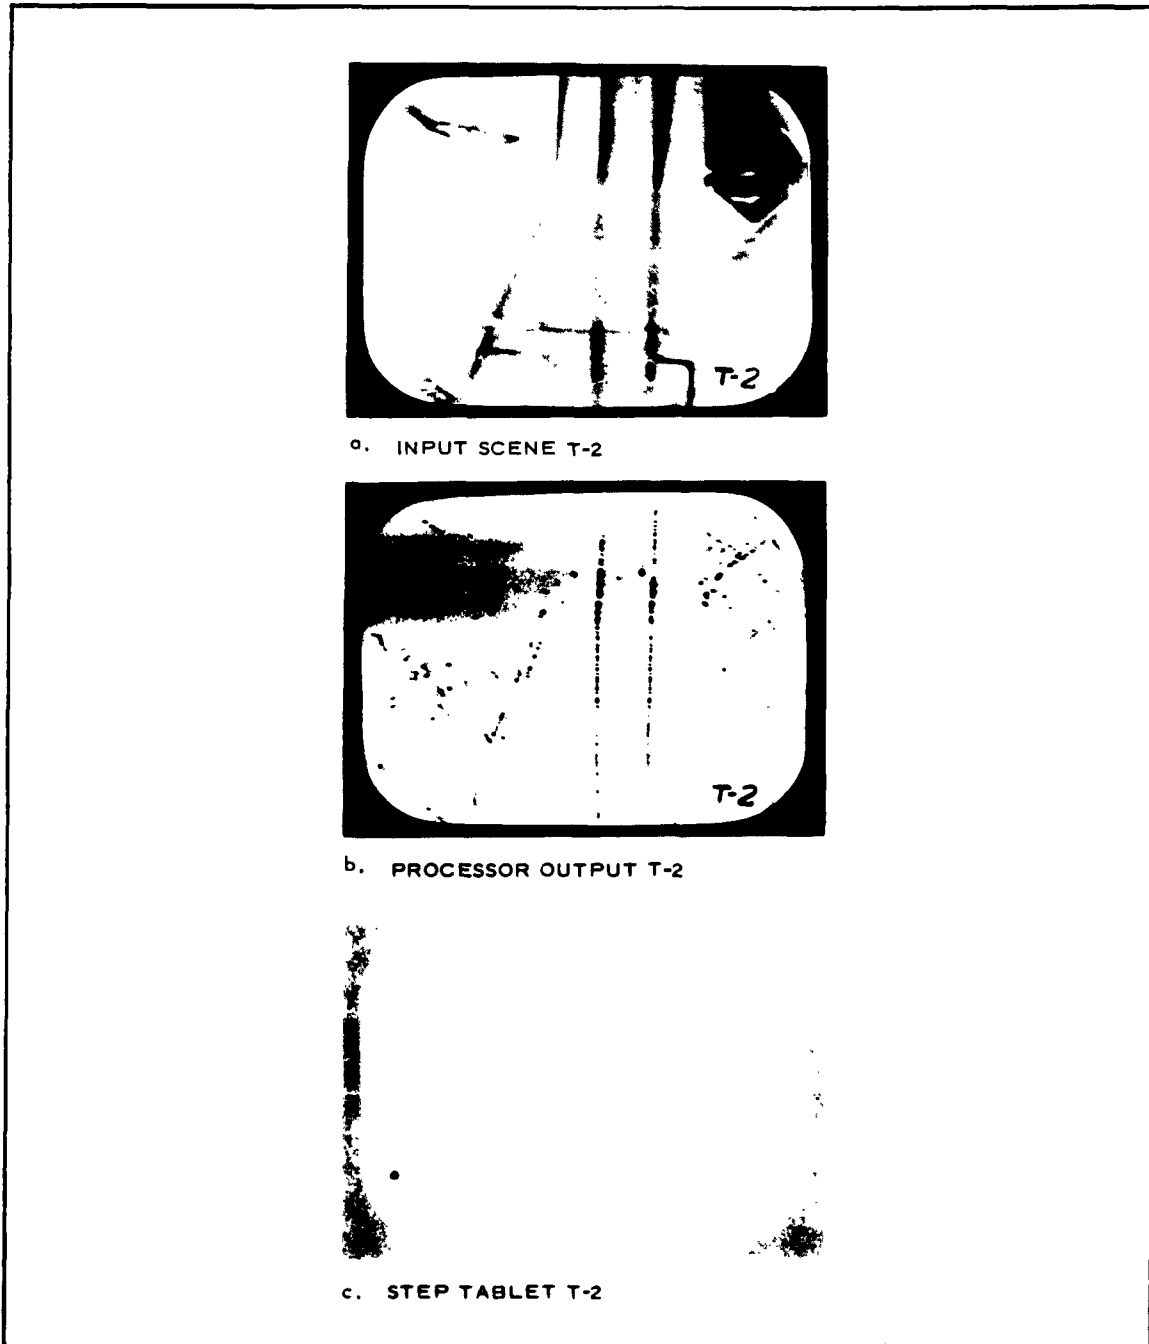 T-2
a. INPUT SCENE T-2
T-2
b. PROCESSOR OUTPUT T-2
c. STEP TABLET T-2